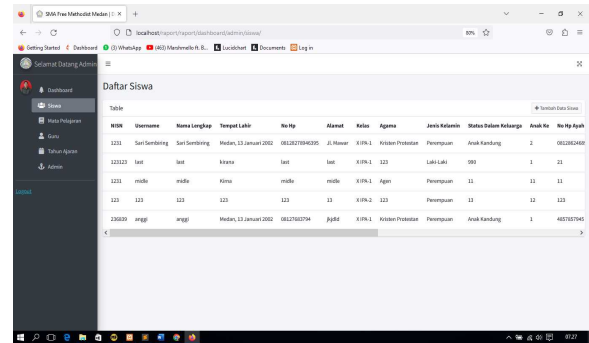 SMA Free Methodist Medan | S
localhost/raport/raport/dashboard/admin/siswa/
80%
Getting Started Dashboard (3) WhatsApp (463) Marshmello ft. B... Lucidchart Documents Log in
Selamat Datang Admin
Dashboard
Siswa
Mata Pelajaran
Guru
Tahun Ajaran
Admin
Logout
Daftar Siswa
Table
+ Tambah Data Siswa
NISN Username Nama Lengkap Tempat Lahir No Hp Alamat Kelas Agama Jenis Kelamin Status Dalam Keluarga Anak Ke No Hp Ayah
1231 Sari Sembiring Sari Sembiring Medan, 13 Januari 2002 08128278946395 JL Mawar X IPA-1 Kristen Protestan Perempuan Anak Kandung 2
123123 last last kirana last last X IPA-1 123 Laki-Laki 1 21
1231 midle midle midle midle X IPA-1 Agen Perempuan 11 11 11
123 123 123 123 123 13 X IPA-2 123 Perempuan 13 12 123
236839 anggi anggi Medan, 13 Januari 2002 08127683794 X IPA-1 Kristen Protestan Perempuan Anak Kandung 1 4857857945
07.27